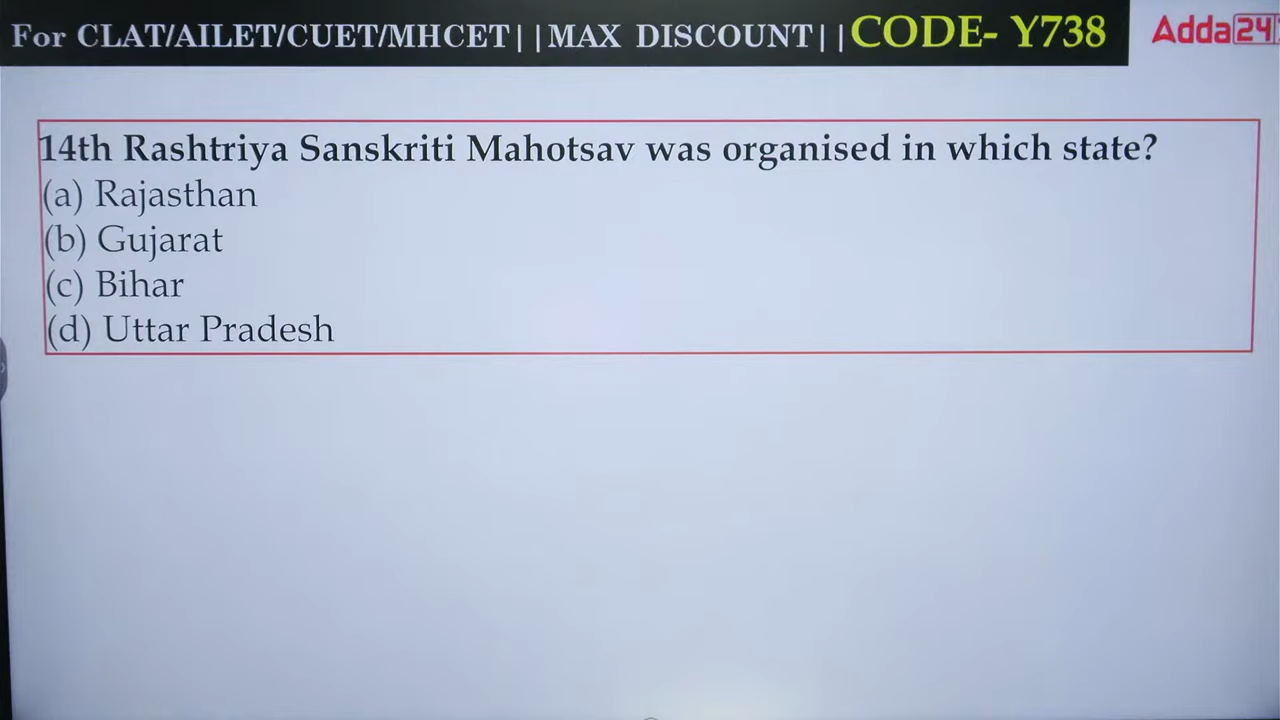 For CLAT/AILET/CUET/MHCET||MAX DISCOUNT||CODE- Y738
Adda24
14th Rashtriya Sanskriti Mahotsav was organised in which state?
(a) Rajasthan
(b) Gujarat
(c) Bihar
(d) Uttar Pradesh